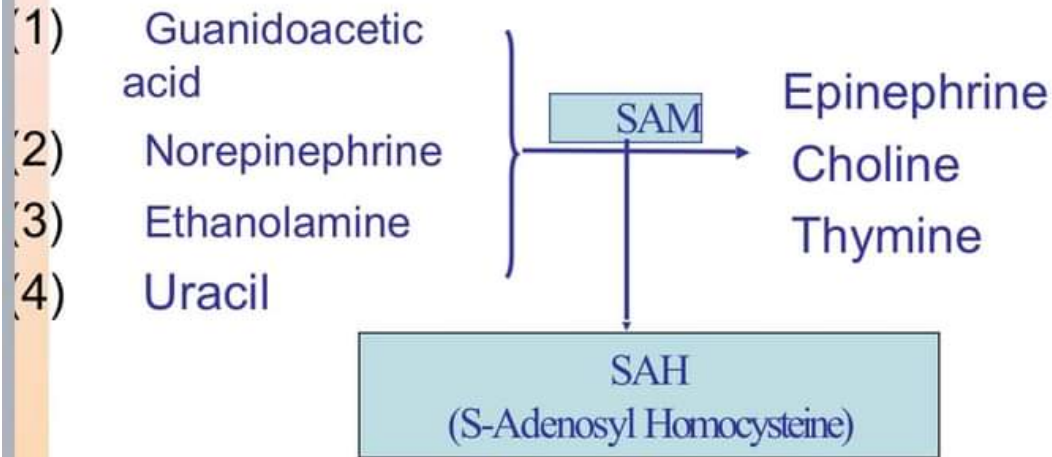 (1) Guanidoacetic
acid
(2) Norepinephrine
(3) Ethanolamine
(4) Uracil
SAM
Epinephrine
Choline
Thymine
SAH
(S-Adenosyl Homocysteine)